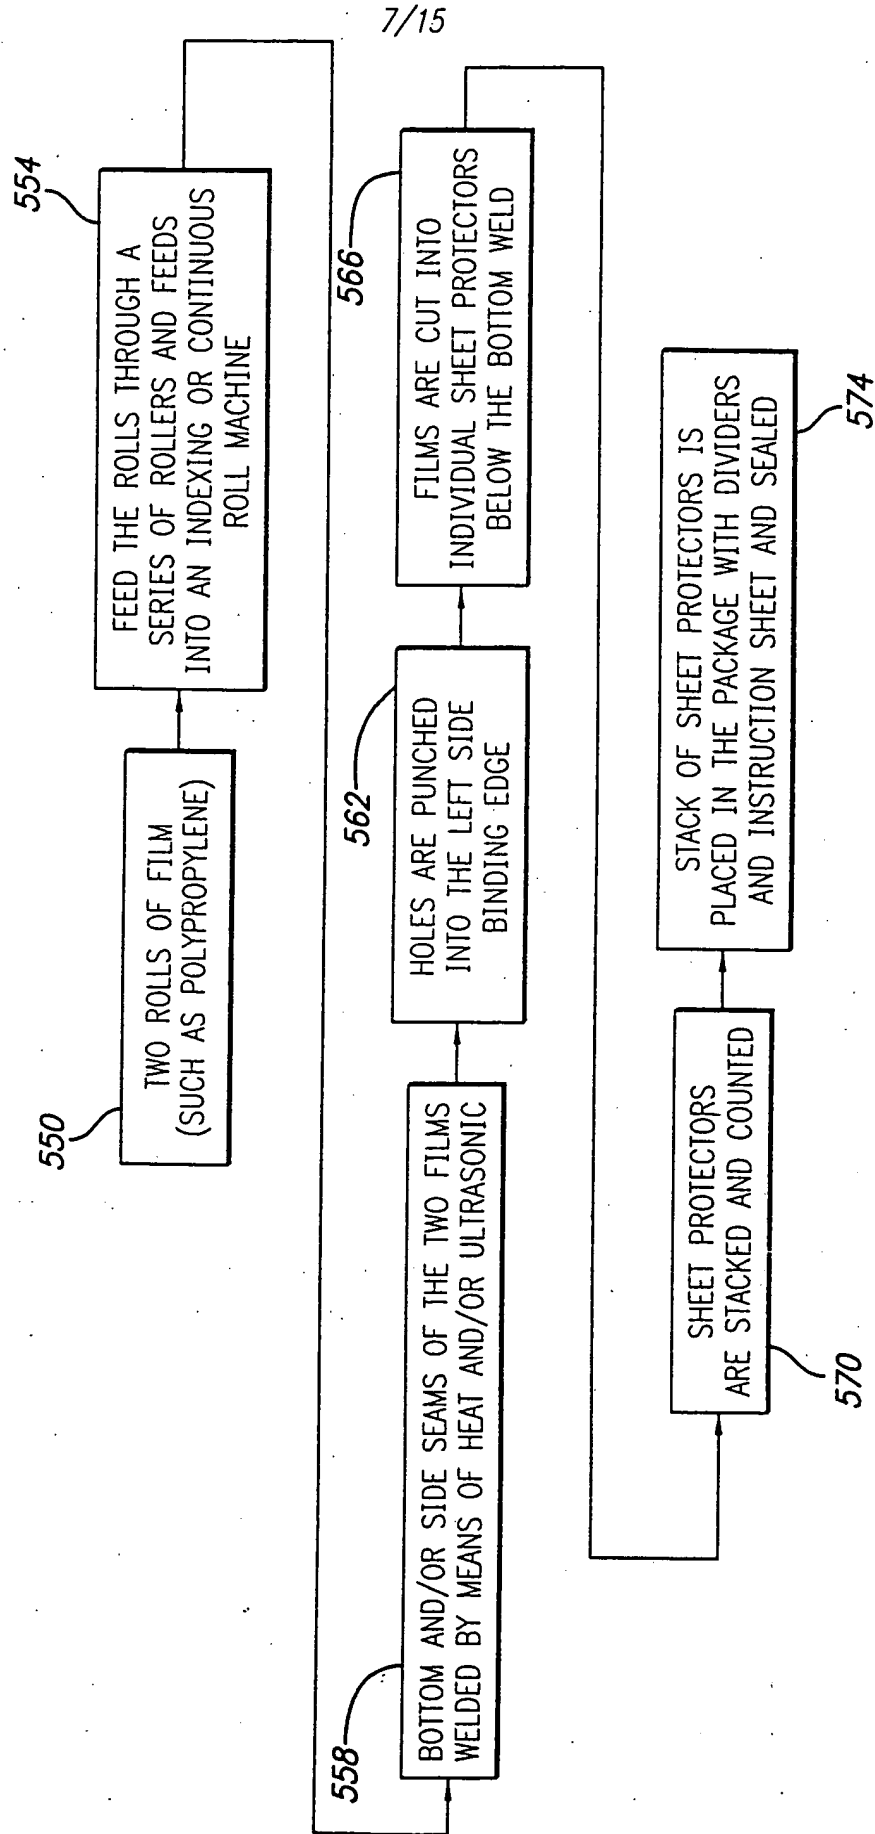 7/15
550
TWO ROLLS OF FILM
(SUCH AS POLYPROPYLENE)
554
FEED THE ROLLS THROUGH A
SERIES OF ROLLERS AND FEEDS
INTO AN INDEXING OR CONTINUOUS
ROLL MACHINE
558
BOTTOM AND/OR SIDE SEAMS OF THE TWO FILMS
WELDED BY MEANS OF HEAT AND/OR ULTRASONIC
562
HOLES ARE PUNCHED
INTO THE LEFT SIDE
BINDING EDGE
566
FILMS ARE CUT INTO
INDIVIDUAL SHEET PROTECTORS
BELOW THE BOTTOM WELD
SHEET PROTECTORS
ARE STACKED AND COUNTED
570
STACK OF SHEET PROTECTORS IS
PLACED IN THE PACKAGE WITH DIVIDERS
AND INSTRUCTION SHEET AND SEALED
574